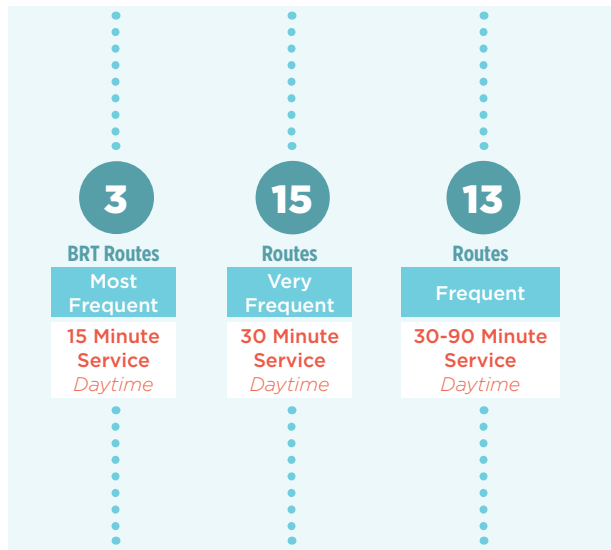 3
BRT Routes
Most
Frequent
15 Minute
Service
Daytime
15
Routes
Very
Frequent
30 Minute
Service
Daytime
13
Routes
Frequent
30-90 Minute
Service
Daytime